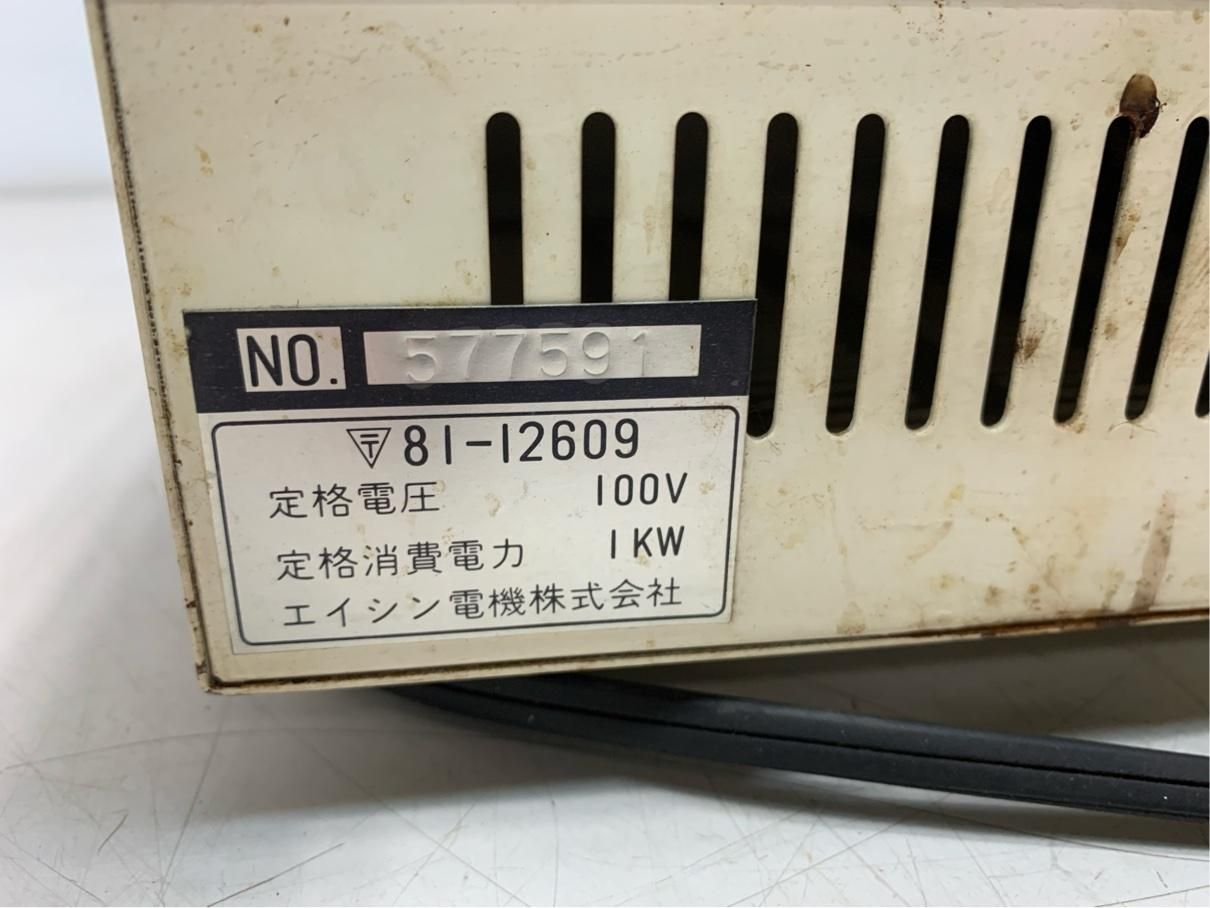 NO. 577591
〒81-12609
定格電圧 100V
定格消費電力 1KW
エイシン電機株式会社